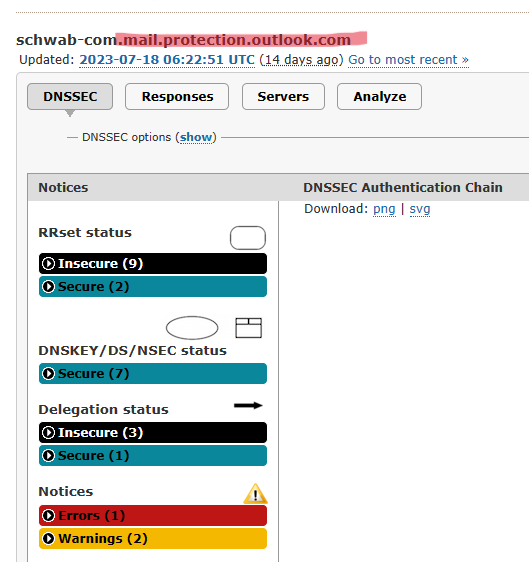 schwab-com.mail.protection.outlook.com
Updated: 2023-07-18 06:22:51 UTC (14 days ago) Go to most recent »
DNSSEC Responses Servers Analyze
DNSSEC options (show)
Notices
RRset status
Insecure (9)
Secure (2)
DNSKEY/DS/NSEC status
Secure (7)
Delegation status
Insecure (3)
Secure (1)
Notices
Errors (1)
Warnings (2)
DNSSEC Authentication Chain
Download: png | svg